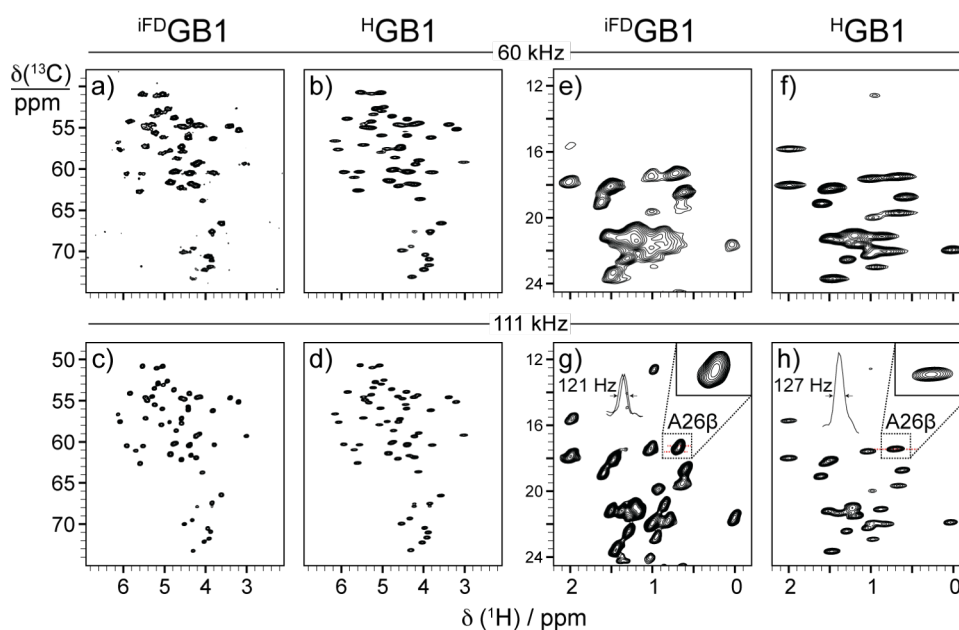 iFDGB1 HGB1 iFDGB1 HGB1
60 kHz
δ(13C)
ppm
a) b) e) f)
12
55 16
60
65 20
70
24
111 kHz
50 c) d) g) h) 12
121 Hz 127 Hz
55
A26β A26β
16
60
65 20
70
24
6 5 4 3 6 5 4 3 2 1 0 2 1 0
δ (1H) / ppm